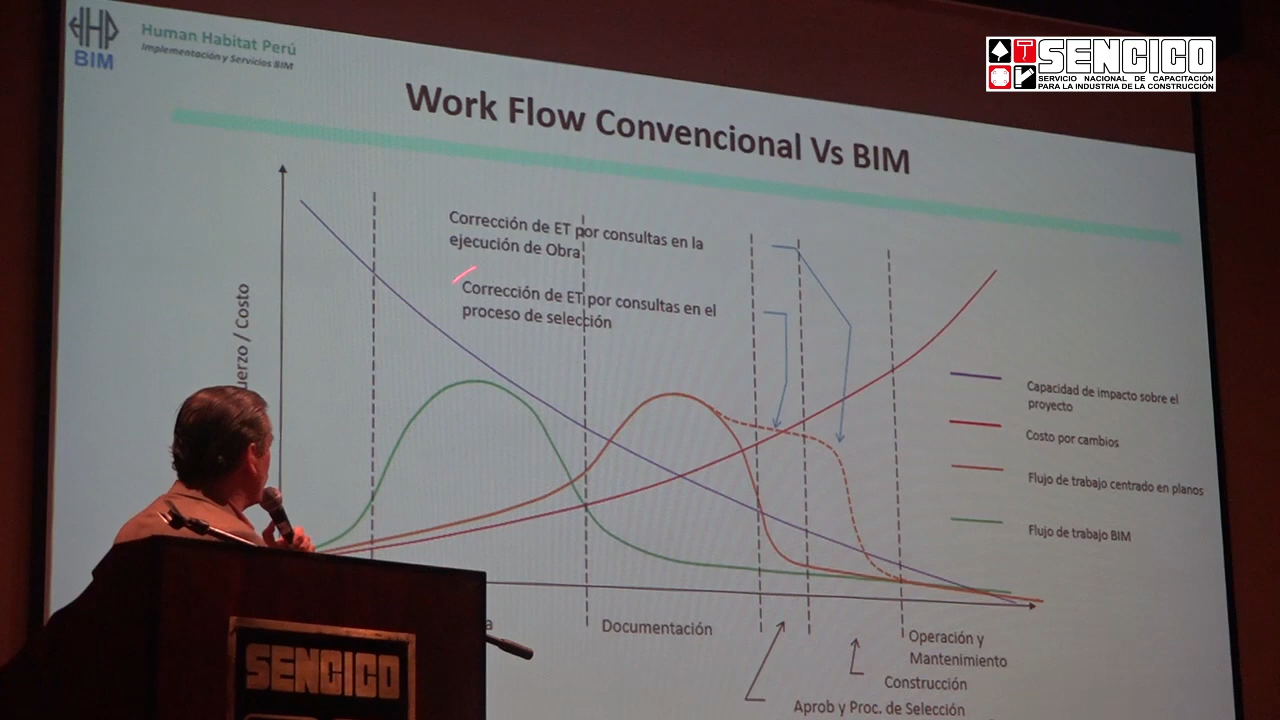 HHP
BIM
Human Habitat Perú
Implementación y Servicios BIM
SENCICO
SERVICIO NACIONAL DE CAPACITACIÓN
PARA LA INDUSTRIA DE LA CONSTRUCCIÓN
Work Flow Convencional Vs BIM
Corrección de ET por consultas en la
ejecución de Obra
Corrección de ET por consultas en el
proceso de selección
uerzo / Costo
Capacidad de impacto sobre el
proyecto
Costo por cambios
Flujo de trabajo centrado en planos
Flujo de trabajo BIM
a
Documentación
Operación y
Mantenimiento
Construcción
Aprob y Proc. de Selección
SENCICO